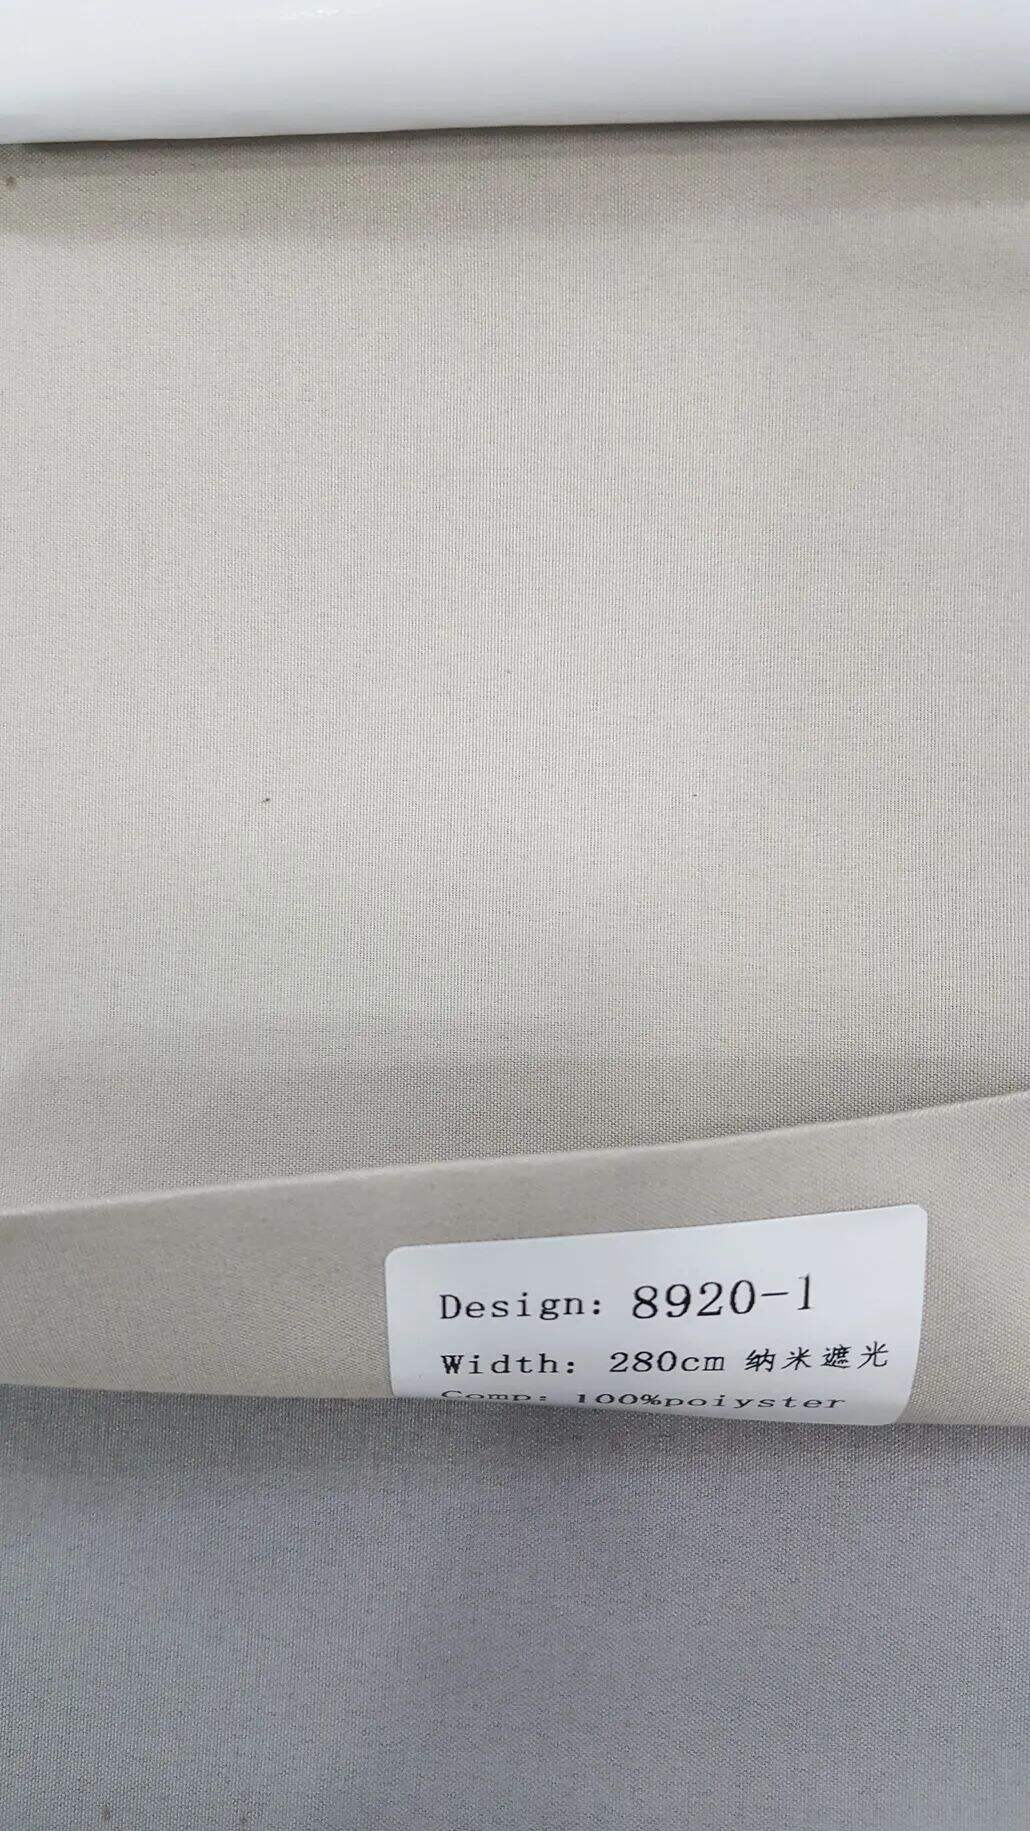 Design: 8920-1
Width: 280cm 纳米遮光
Comp: 100%poiyster